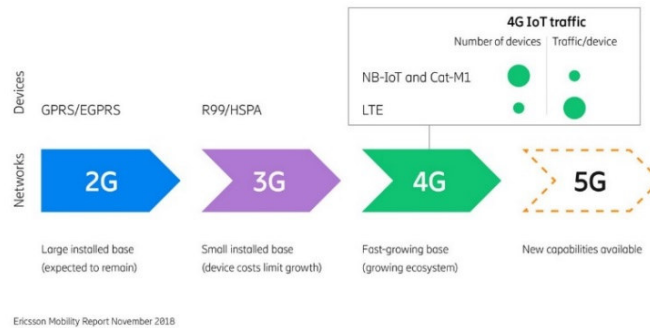 4G IoT traffic
Number of devices
Traffic/device
NB-IoT and Cat-M1
LTE
Devices
GPRS/EGPRS
R99/HSPA
Networks
2G
3G
4G
5G
Large installed base
(expected to remain)
Small installed base
(device costs limit growth)
Fast-growing base
(growing ecosystem)
New capabilities available
Ericsson Mobility Report November 2018